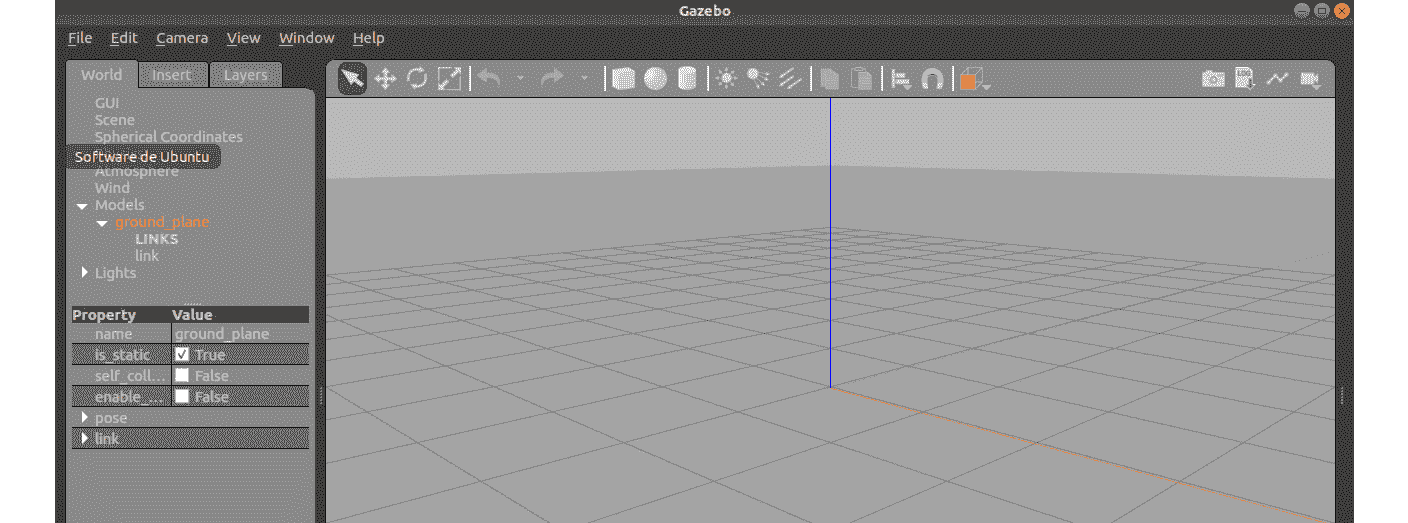 Gazebo
File Edit Camera View Window Help
World Insert Layers
GUI
Scene
Spherical Coordinates
Software de Ubuntu
Atmosphere
Wind
Models
ground_plane
LINKS
link
Lights
Property Value
name ground_plane
is_static True
self_coll... False
enable_... False
pose
link
LOG